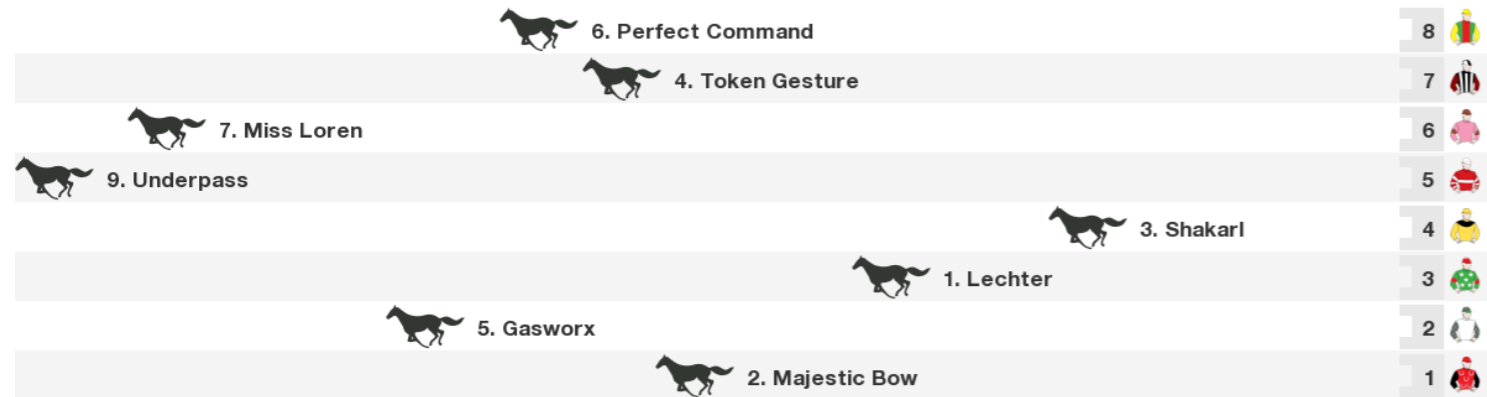 6. Perfect Command 8
4. Token Gesture 7
7. Miss Loren 6
9. Underpass 5
3. Shakarl 4
1. Lechter 3
5. Gasworx 2
2. Majestic Bow 1